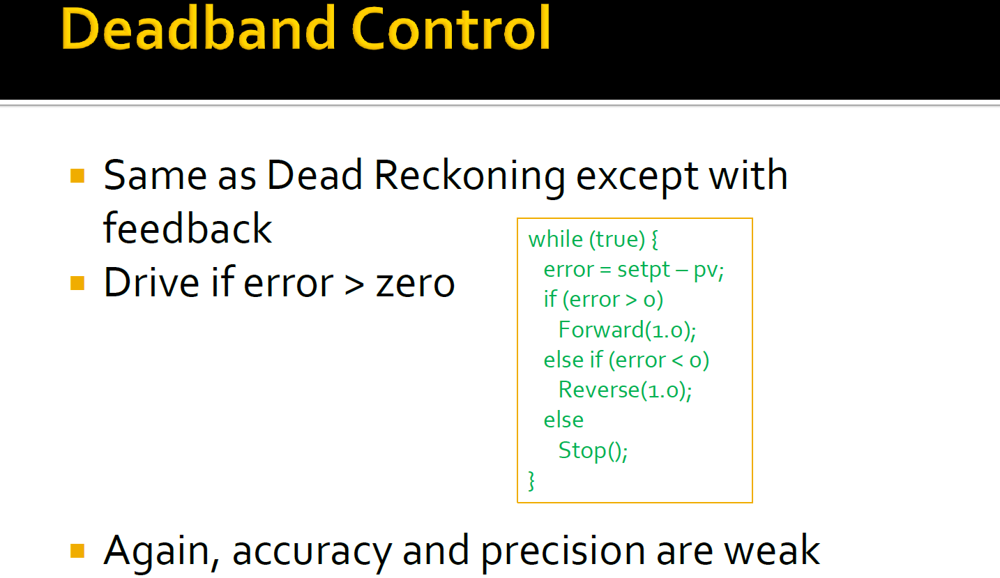 Deadband Control
Same as Dead Reckoning except with
feedback
Drive if error > zero
while (true) {
error = setpt – pv;
if (error > 0)
Forward(1.0);
else if (error < 0)
Reverse(1.0);
else
Stop();
}
Again, accuracy and precision are weak